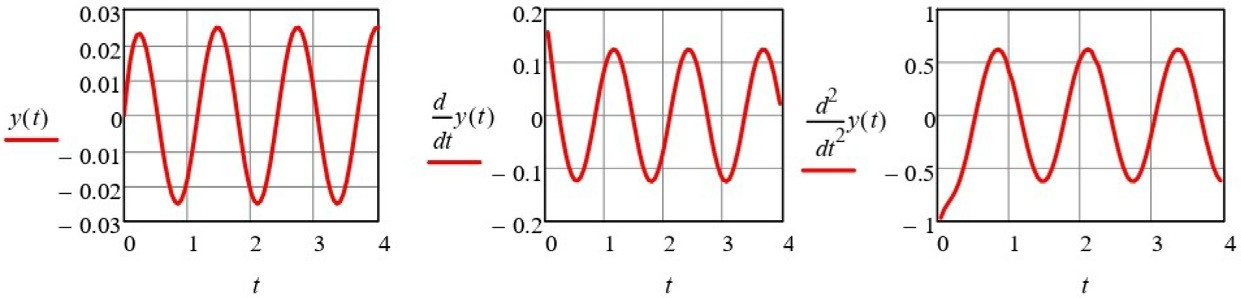 0.03
0.02
0.01
0
− 0.01
− 0.02
− 0.03
y(t)
0 1 2 3 4
t
0.2
0.1
0
− 0.1
− 0.2
d
dt
y(t)
0 1 2 3 4
t
1
0.5
0
− 0.5
− 1
d²
dt²
y(t)
0 1 2 3 4
t